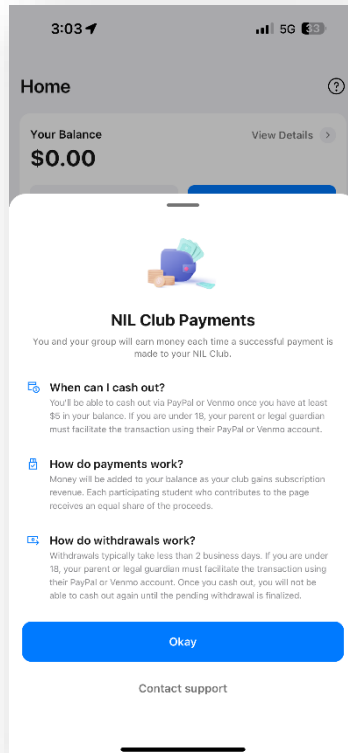 3:03
5G 33
Home
Your Balance
View Details
$0.00
NIL Club Payments
You and your group will earn money each time a successful payment is
made to your NIL Club.
When can I cash out?
You'll be able to cash out via PayPal or Venmo once you have at least
$5 in your balance. If you are under 18, your parent or legal guardian
must facilitate the transaction using their PayPal or Venmo account.
How do payments work?
Money will be added to your balance as your club gains subscription
revenue. Each participating student who contributes to the page
receives an equal share of the proceeds.
How do withdrawals work?
Withdrawals typically take less than 2 business days. If you are under
18, your parent or legal guardian must facilitate the transaction using
their PayPal or Venmo account. Once you cash out, you will not be
able to cash out again until the pending withdrawal is finalized.
Okay
Contact support